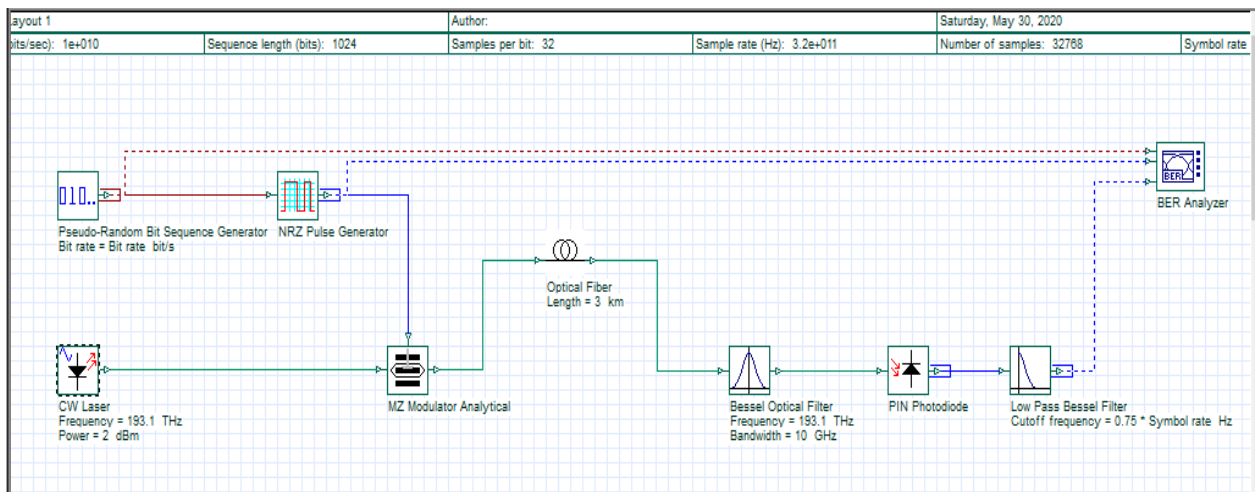 ayout 1
Author:
Saturday, May 30, 2020
bits/sec): 1e+010
Sequence length (bits): 1024
Samples per bit: 32
Sample rate (Hz): 3.2e+011
Number of samples: 32768
Symbol rate
010..
Pseudo-Random Bit Sequence Generator
Bit rate = Bit rate bit/s
NRZ Pulse Generator
BER
BER Analyzer
Optical Fiber
Length = 3 km
CW Laser
Frequency = 193.1 THz
Power = 2 dBm
MZ Modulator Analytical
Bessel Optical Filter
Frequency = 193.1 THz
Bandwidth = 10 GHz
PIN Photodiode
Low Pass Bessel Filter
Cutoff frequency = 0.75 * Symbol rate Hz